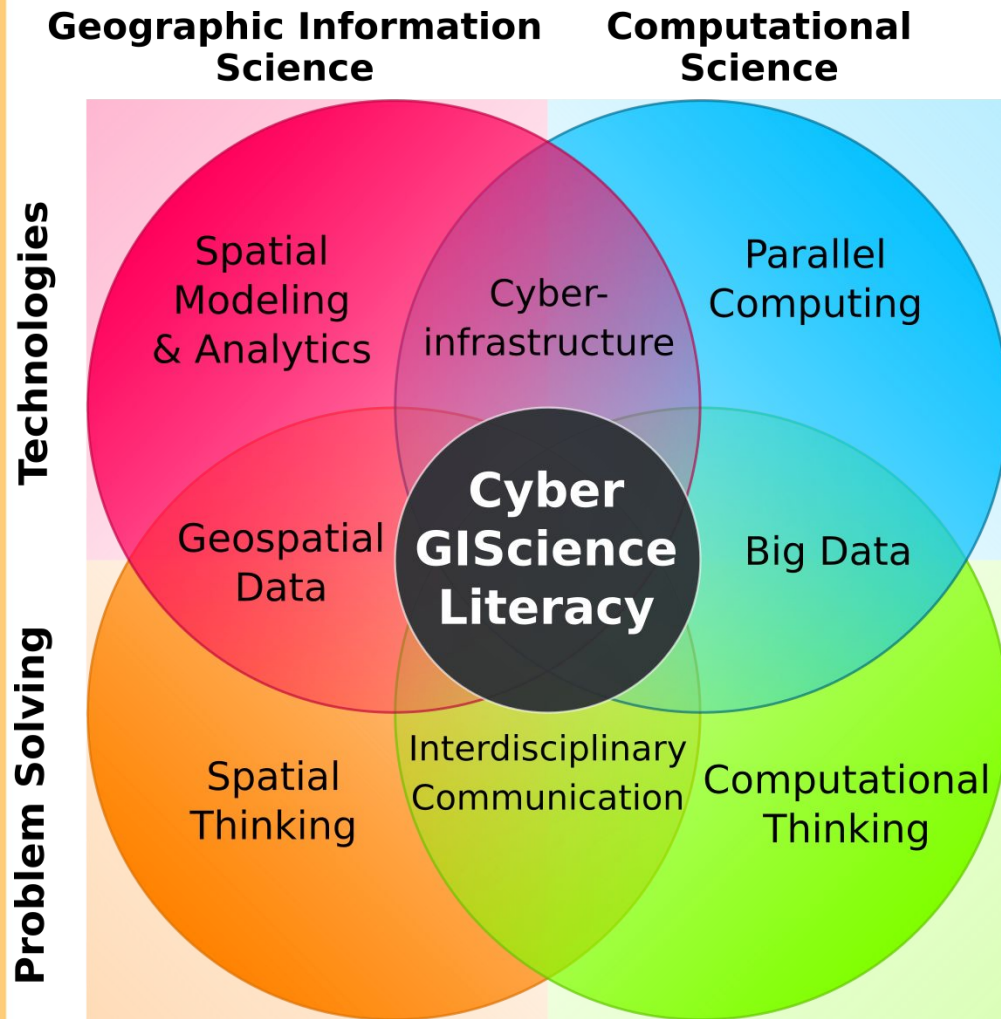 Geographic Information
Science
Computational
Science
Technologies
Spatial
Modeling
& Analytics
Cyber-
infrastructure
Parallel
Computing
Geospatial
Data
Cyber
GIScience
Literacy
Big Data
Problem Solving
Spatial
Thinking
Interdisciplinary
Communication
Computational
Thinking